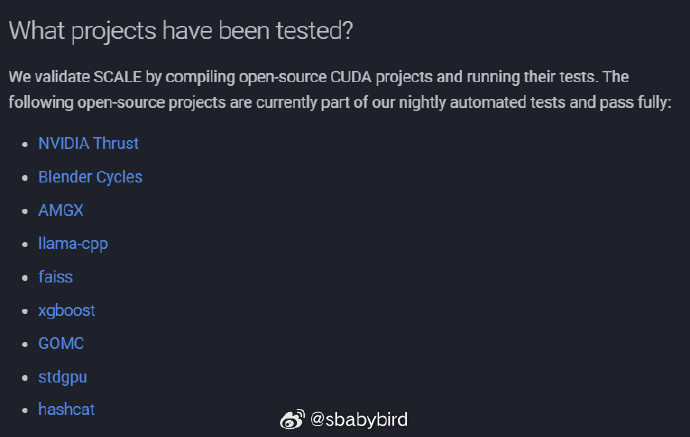 What projects have been tested?
We validate SCALE by compiling open-source CUDA projects and running their tests. The
following open-source projects are currently part of our nightly automated tests and pass fully:
NVIDIA Thrust
Blender Cycles
AMGX
llama-cpp
faiss
xgboost
GOMC
stdgpu
hashcat
@sbabybird